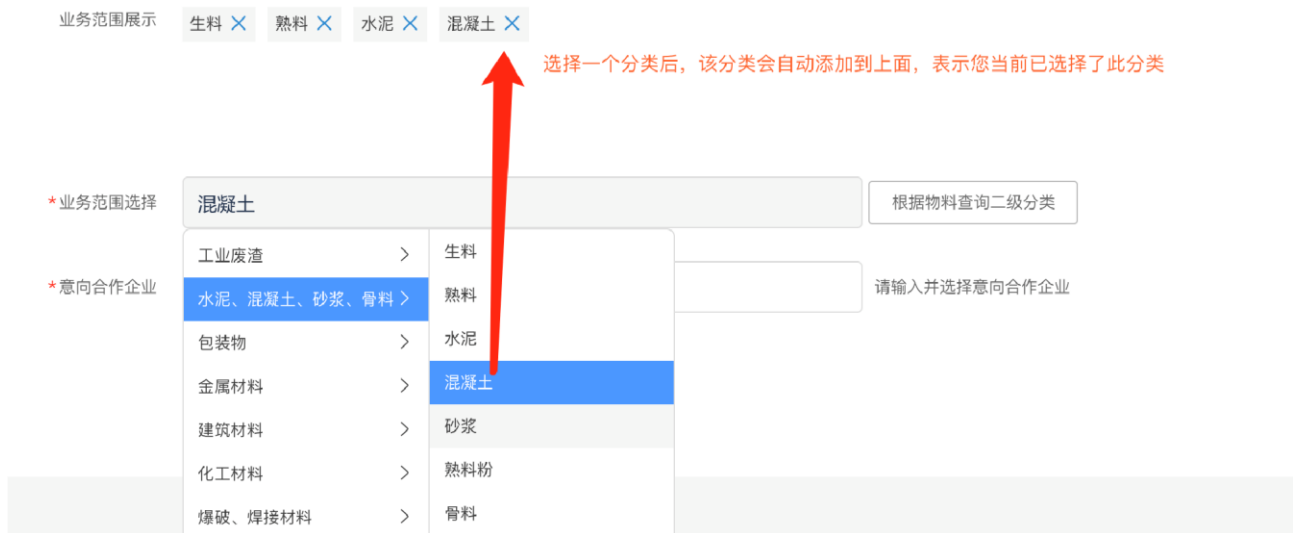 业务范围展示 生料 熟料 水泥 混凝土
选择一个分类后，该分类会自动添加到上面，表示您当前已选择了此分类
*业务范围选择 混凝土 根据物料查询二级分类
工业废渣 生料
*意向合作企业 请输入并选择意向合作企业
水泥、混凝土、砂浆、骨料 熟料
包装物 水泥
金属材料 混凝土
建筑材料 砂浆
化工材料 熟料粉
爆破、焊接材料 骨料